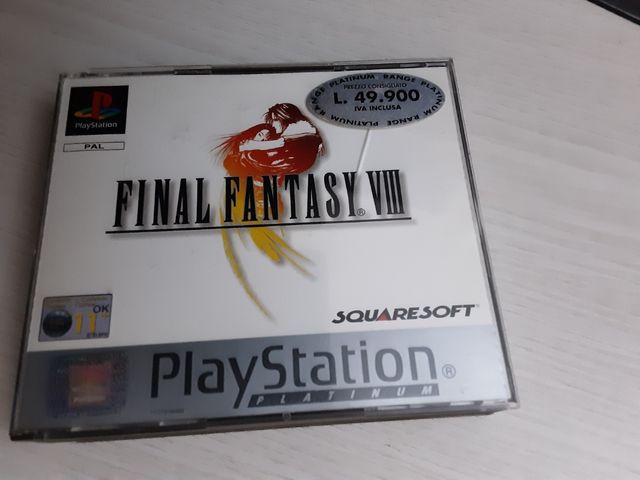 PlayStation
PAL
PLATINUM RANGE PLATINUM RANGE PLATINUM RANGE
PREZZO CONSIGLIATO
L. 49.900
IVA INCLUSA
FINAL FANTASY VIII
®
OK
11
SQUARESOFT
PlayStation®
PLATINUM